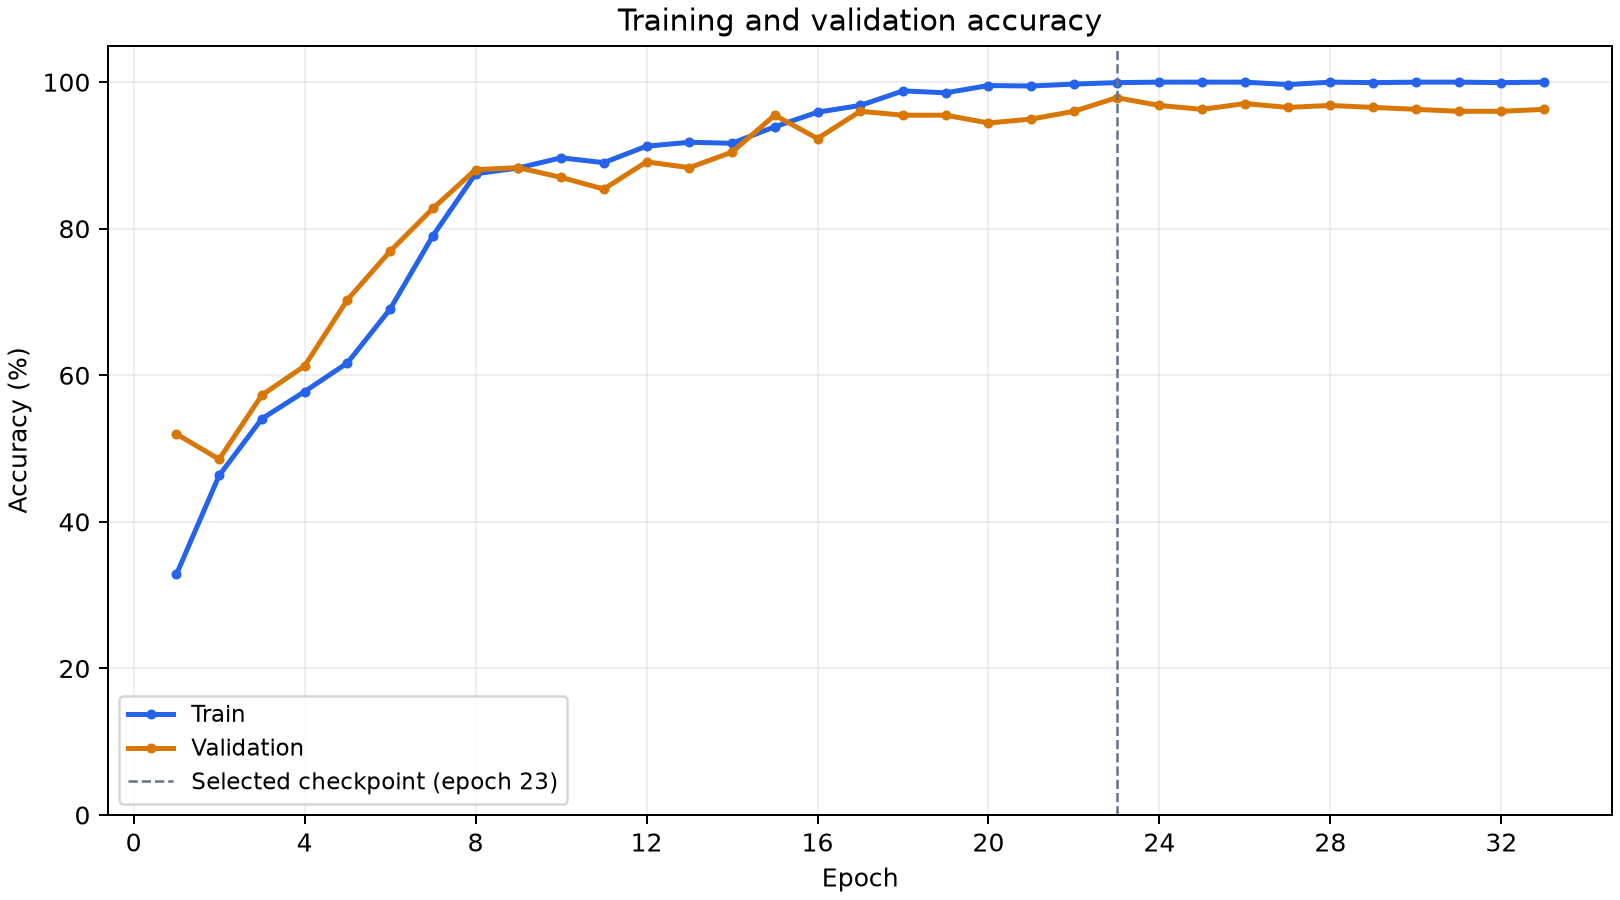 Training and validation accuracy
Accuracy (%)
100
80
60
40
20
0
Train
Validation
Selected checkpoint (epoch 23)
0 4 8 12 16 20 24 28 32
Epoch